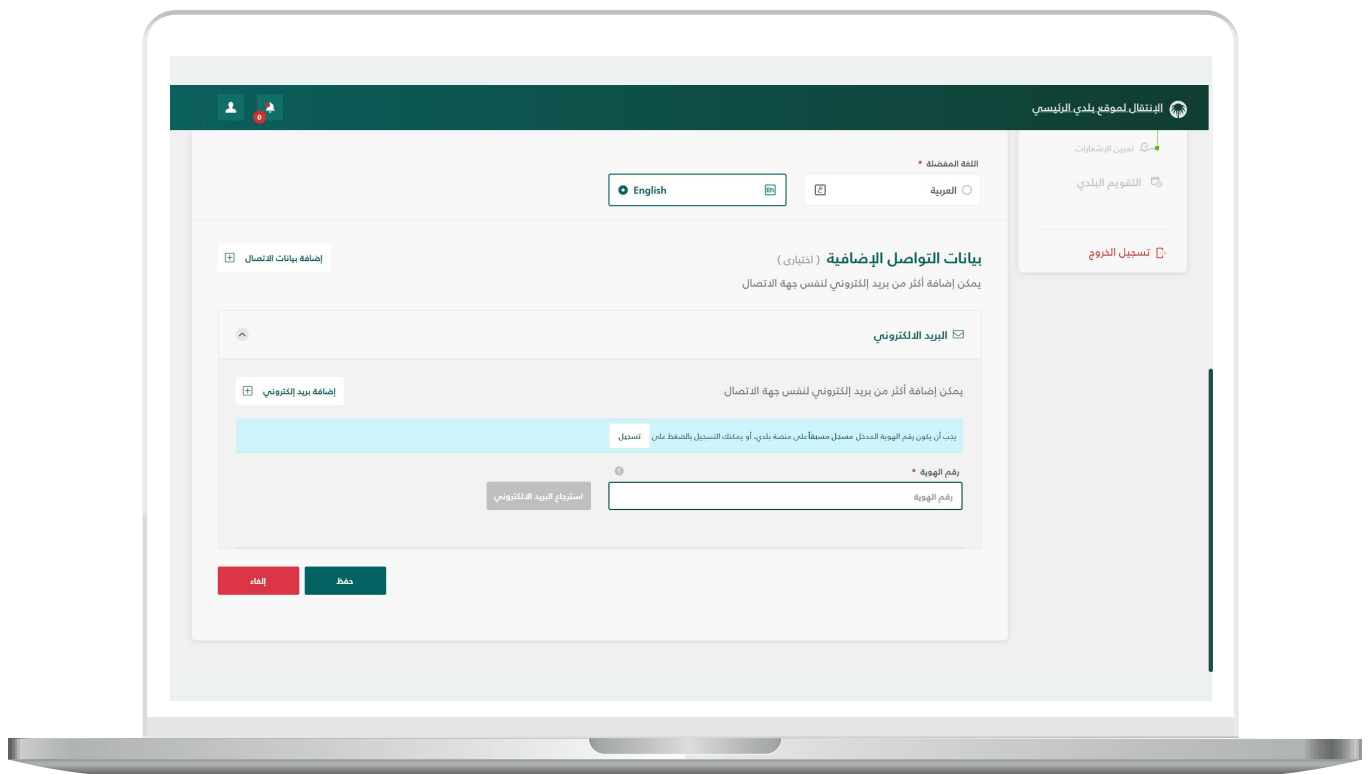 الإنتقال لموقع بلدي الرئيسي
0
تعيين الإشعارات
التقويم البلدي
تسجيل الخروج
اللغة المفضلة *
العربية ع
English En
بيانات التواصل الإضافية ( اختيارى )
إضافة بيانات الاتصال
يمكن إضافة أكثر من بريد إلكتروني لنفس جهة الاتصال
البريد الالكتروني
يمكن إضافة أكثر من بريد إلكتروني لنفس جهة الاتصال
إضافة بريد إلكتروني
يجب أن يكون رقم الهوية المدخل مسجل مسبقاً على منصة بلدي، أو يمكنك التسجيل بالضغط على تسجيل
رقم الهوية *
رقم الهوية
استرجاع البريد الالكتروني
حفظ
إلغاء